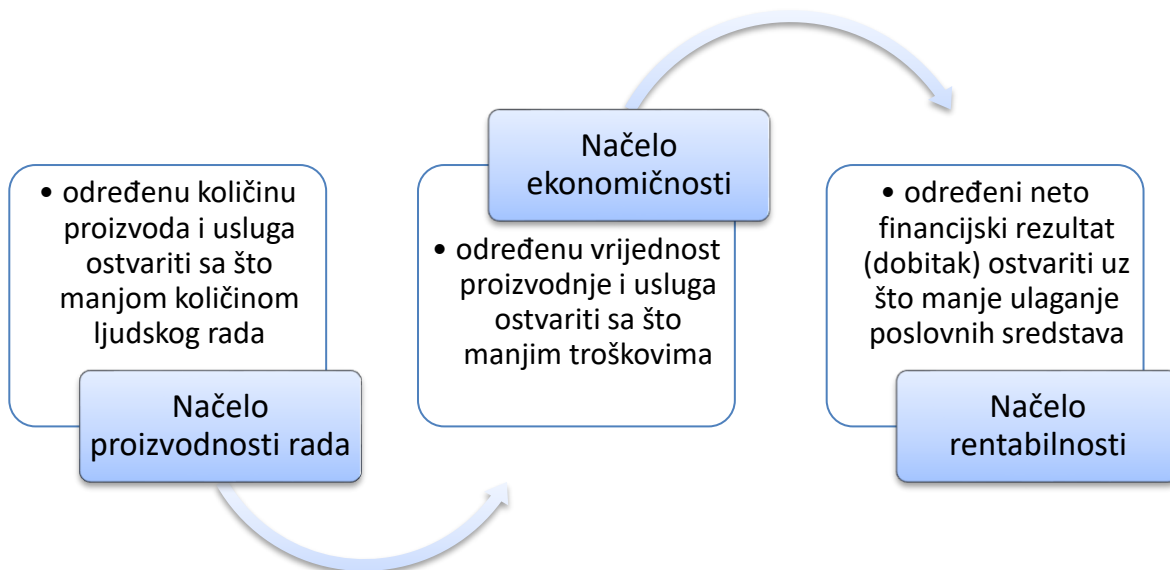 • određenu količinu
proizvoda i usluga
ostvariti sa što
manjom količinom
ljudskog rada
Načelo
proizvodnosti rada
Načelo
ekonomičnosti
• određenu vrijednost
proizvodnje i usluga
ostvariti sa što
manjim troškovima
• određeni neto
financijski rezultat
(dobitak) ostvariti uz
što manje ulaganje
poslovnih sredstava
Načelo
rentabilnosti